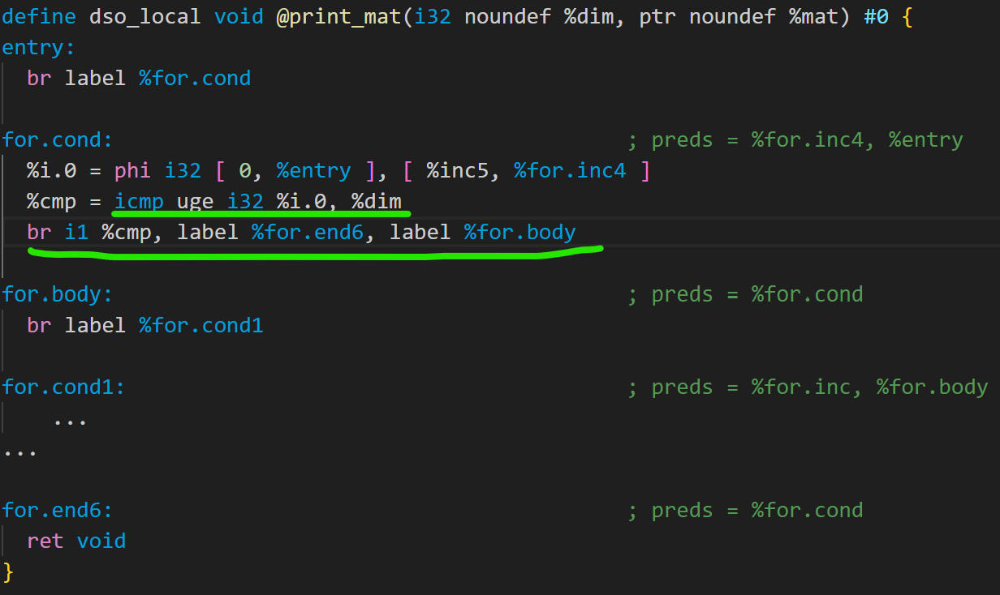 define dso_local void @print_mat(i32 noundef %dim, ptr noundef %mat) #0 {
entry:
  br label %for.cond
for.cond: ; preds = %for.inc4, %entry
  %i.0 = phi i32 [ 0, %entry ], [ %inc5, %for.inc4 ]
  %cmp = icmp uge i32 %i.0, %dim
  br i1 %cmp, label %for.end6, label %for.body
for.body: ; preds = %for.cond
  br label %for.cond1
for.cond1: ; preds = %for.inc, %for.body
    ...
...
for.end6: ; preds = %for.cond
  ret void
}